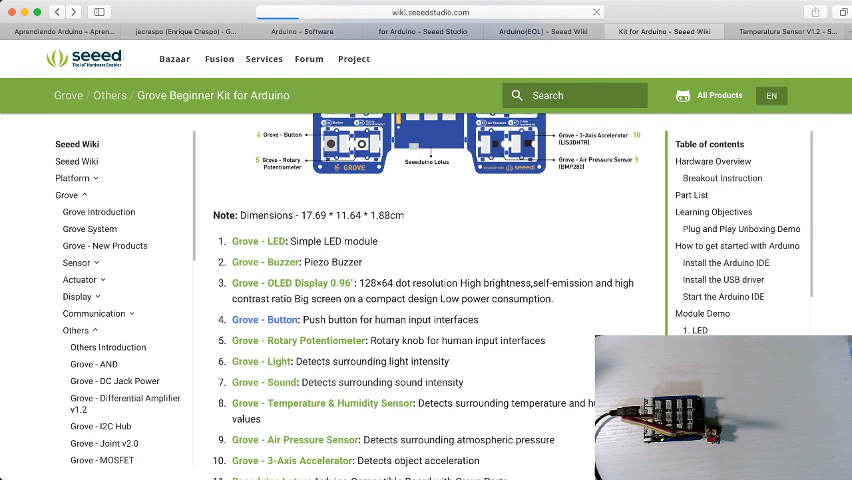 wiki.seeedstudio.com
Aprendiendo Arduino – Apren...
jecrespo (Enrique Crespo) · G...
Arduino - Software
for Arduino – Seeed Studio
Arduino(EOL) – Seeed Wiki
Kit for Arduino - Seeed Wiki
Temperature Sensor V1.2 – S...
seeed
The IoT Hardware Enabler
Bazaar Fusion Services Forum Project
Grove / Others / Grove Beginner Kit for Arduino
Search
All Products
EN
4 Grove - Button
5 Grove - Rotary
Potentiometer
GROVE
Seeeduino Lotus
Grove - 3-Axis Accelerator 10
(LIS3DHTR)
Grove - Air Pressure Sensor 9
(BMP280)
Seeed Wiki
Seeed Wiki
Platform
Grove
Grove Introduction
Grove System
Grove - New Products
Sensor
Actuator
Display
Communication
Others
Others Introduction
Grove - AND
Grove - DC Jack Power
Grove - Differential Amplifier
v1.2
Grove - I2C Hub
Grove - Joint v2.0
Grove - MOSFET
Note: Dimensions - 17.69 * 11.64 * 1.88cm
1. Grove - LED: Simple LED module
2. Grove - Buzzer: Piezo Buzzer
3. Grove - OLED Display 0.96": 128×64 dot resolution High brightness,self-emission and high
contrast ratio Big screen on a compact design Low power consumption.
4. Grove - Button: Push button for human input interfaces
5. Grove - Rotary Potentiometer: Rotary knob for human input interfaces
6. Grove - Light: Detects surrounding light intensity
7. Grove - Sound: Detects surrounding sound intensity
8. Grove - Temperature & Humidity Sensor: Detects surrounding temperature and hu
values
9. Grove - Air Pressure Sensor: Detects surrounding atmospheric pressure
10. Grove - 3-Axis Accelerator: Detects object acceleration
Table of contents
Hardware Overview
Breakout Instruction
Part List
Learning Objectives
Plug and Play Unboxing Demo
How to get started with Arduino
Install the Arduino IDE
Install the USB driver
Start the Arduino IDE
Module Demo
1. LED